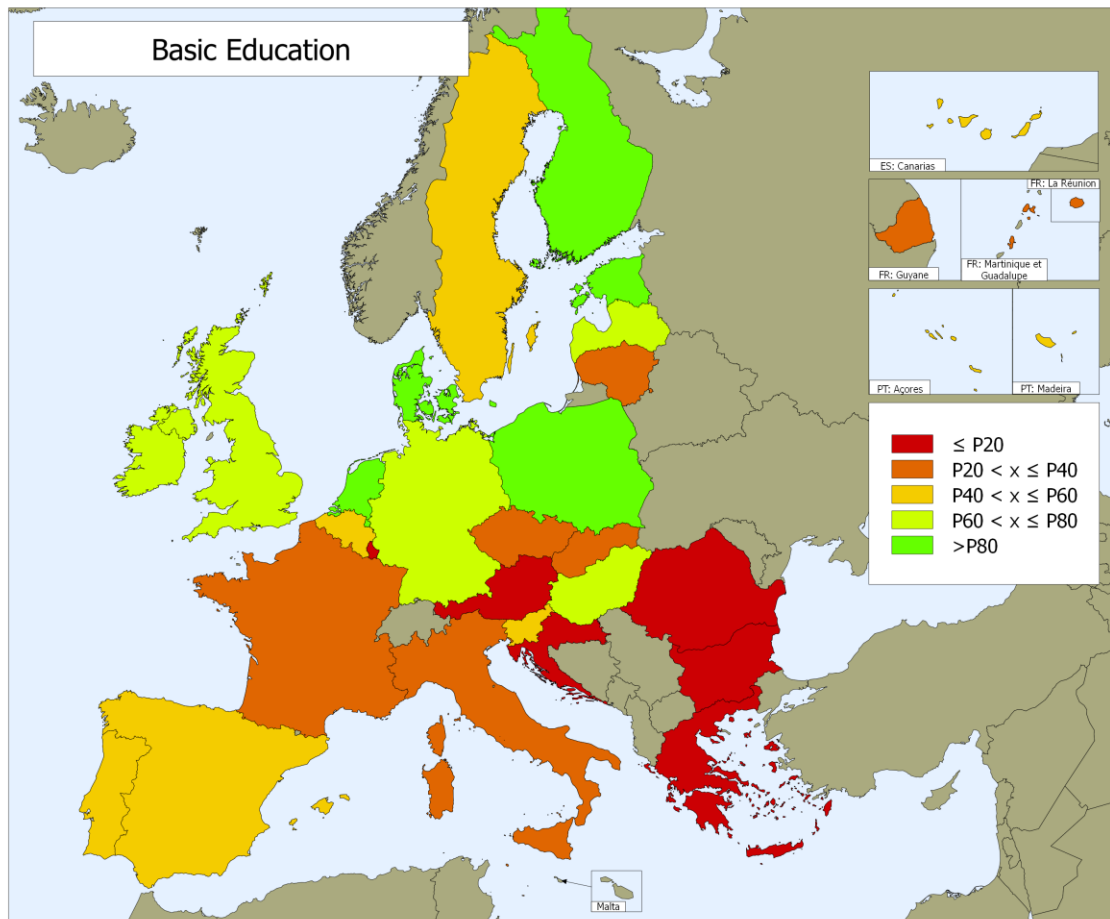 Basic Education
ES: Canarias
FR: La Réunion
FR: Guyane
FR: Martinique et
Guadalupe
PT: Açores
PT: Madeira
≤ P20
P20 < x ≤ P40
P40 < x ≤ P60
P60 < x ≤ P80
>P80
Malta